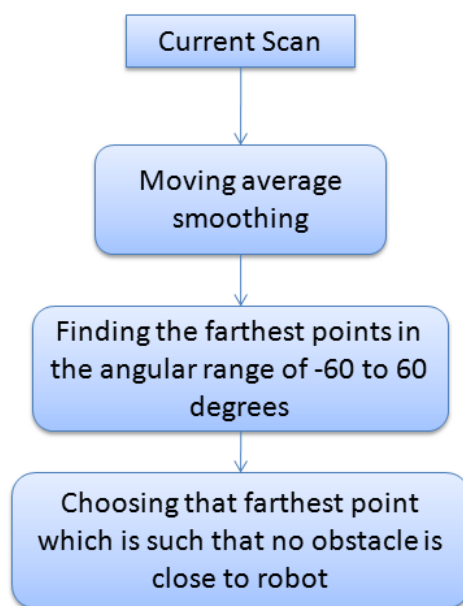 Current Scan
Moving average
smoothing
Finding the farthest points in
the angular range of -60 to 60
degrees
Choosing that farthest point
which is such that no obstacle is
close to robot